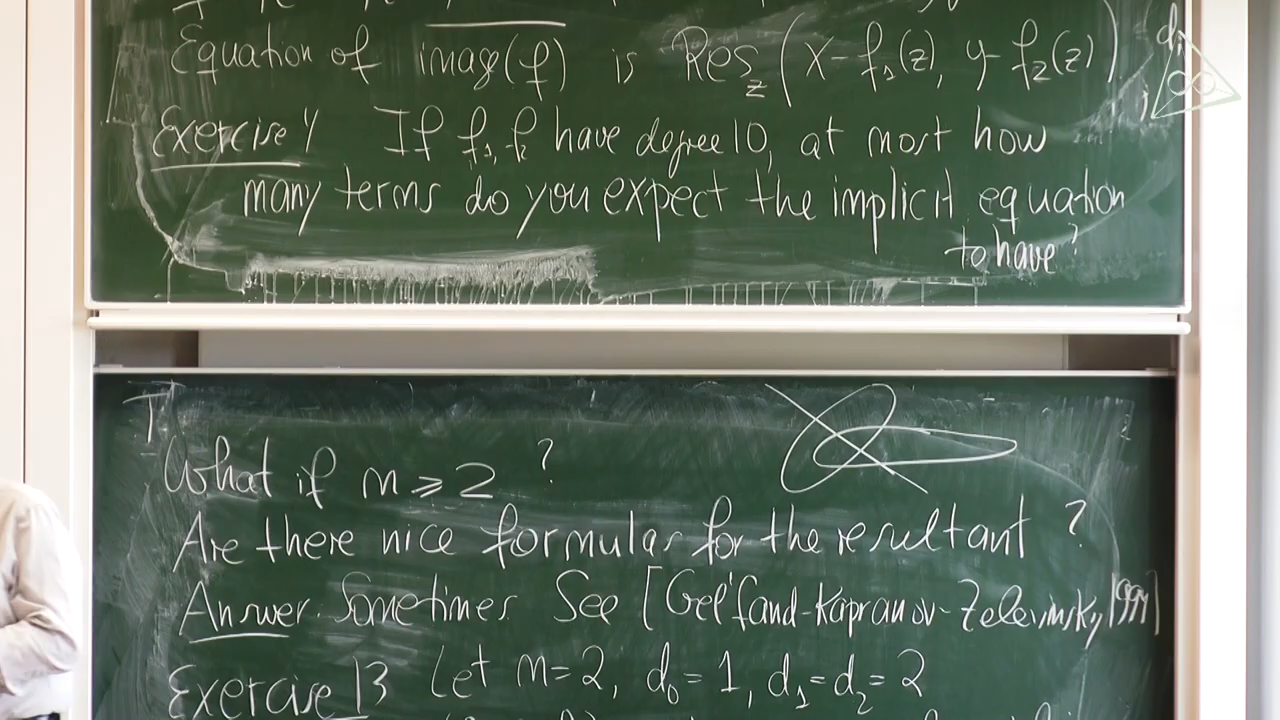 Equation of image(f) is Res_z (x-f_1(z), y-f_2(z))
Exercise 4 If f_1, f_2 have degree 10, at most how
many terms do you expect the implicit equation
to have?
What if n ⩾ 2 ?
Are there nice formulas for the resultant ?
Answer. Sometimes. See [Gel'fand-Kapranov-Zelevinsky, 1994]
Exercise 13 Let n=2, d_0=1, d_1=d_2=2